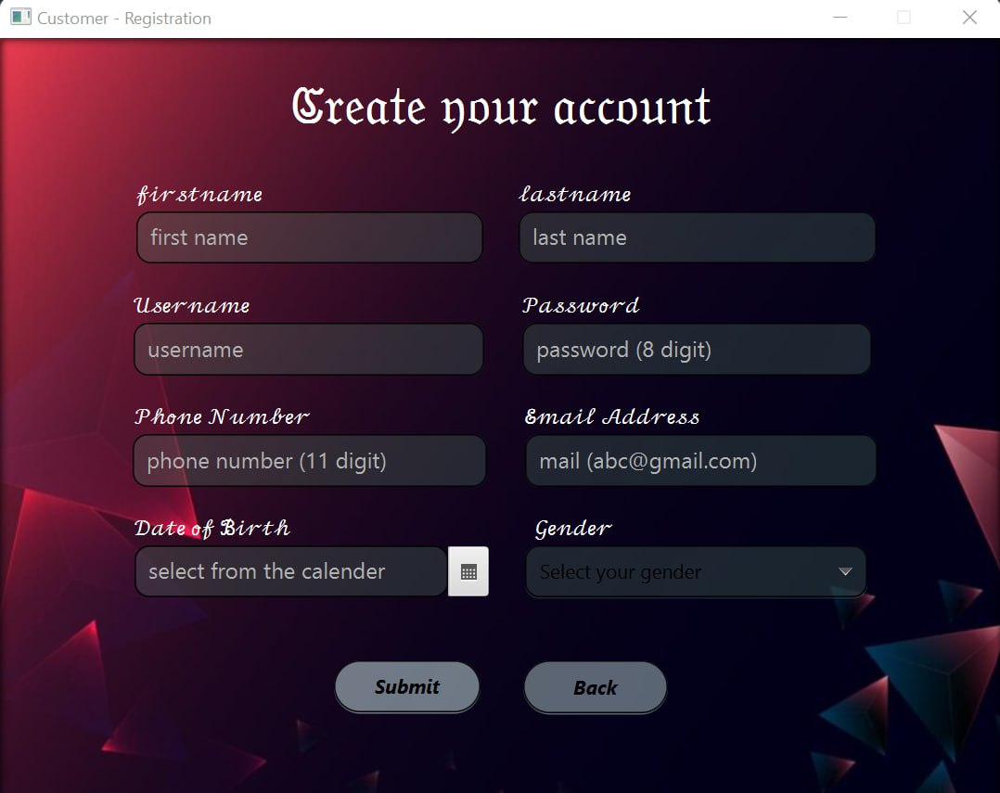 Customer - Registration
Create your account
firstname
lastname
first name
last name
Username
Password
username
password (8 digit)
Phone Number
Email Address
phone number (11 digit)
mail (abc@gmail.com)
Date of Birth
Gender
select from the calender
Select your gender
Submit
Back